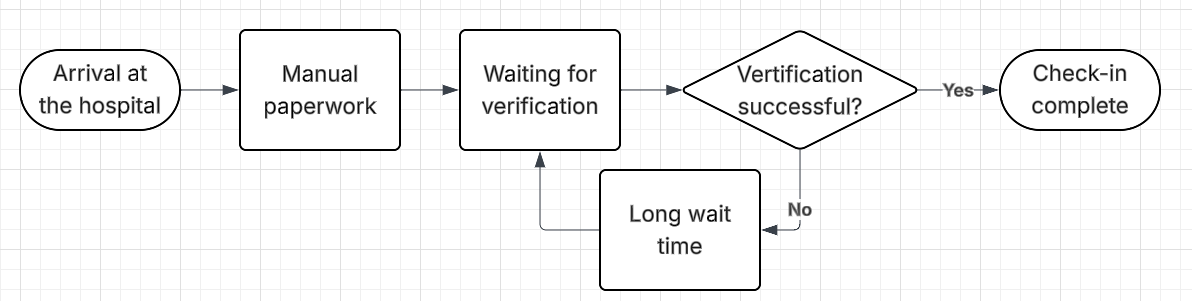 Arrival at
the hospital
Manual
paperwork
Waiting for
verification
Vertification
successful?
Yes
Check-in
complete
No
Long wait
time